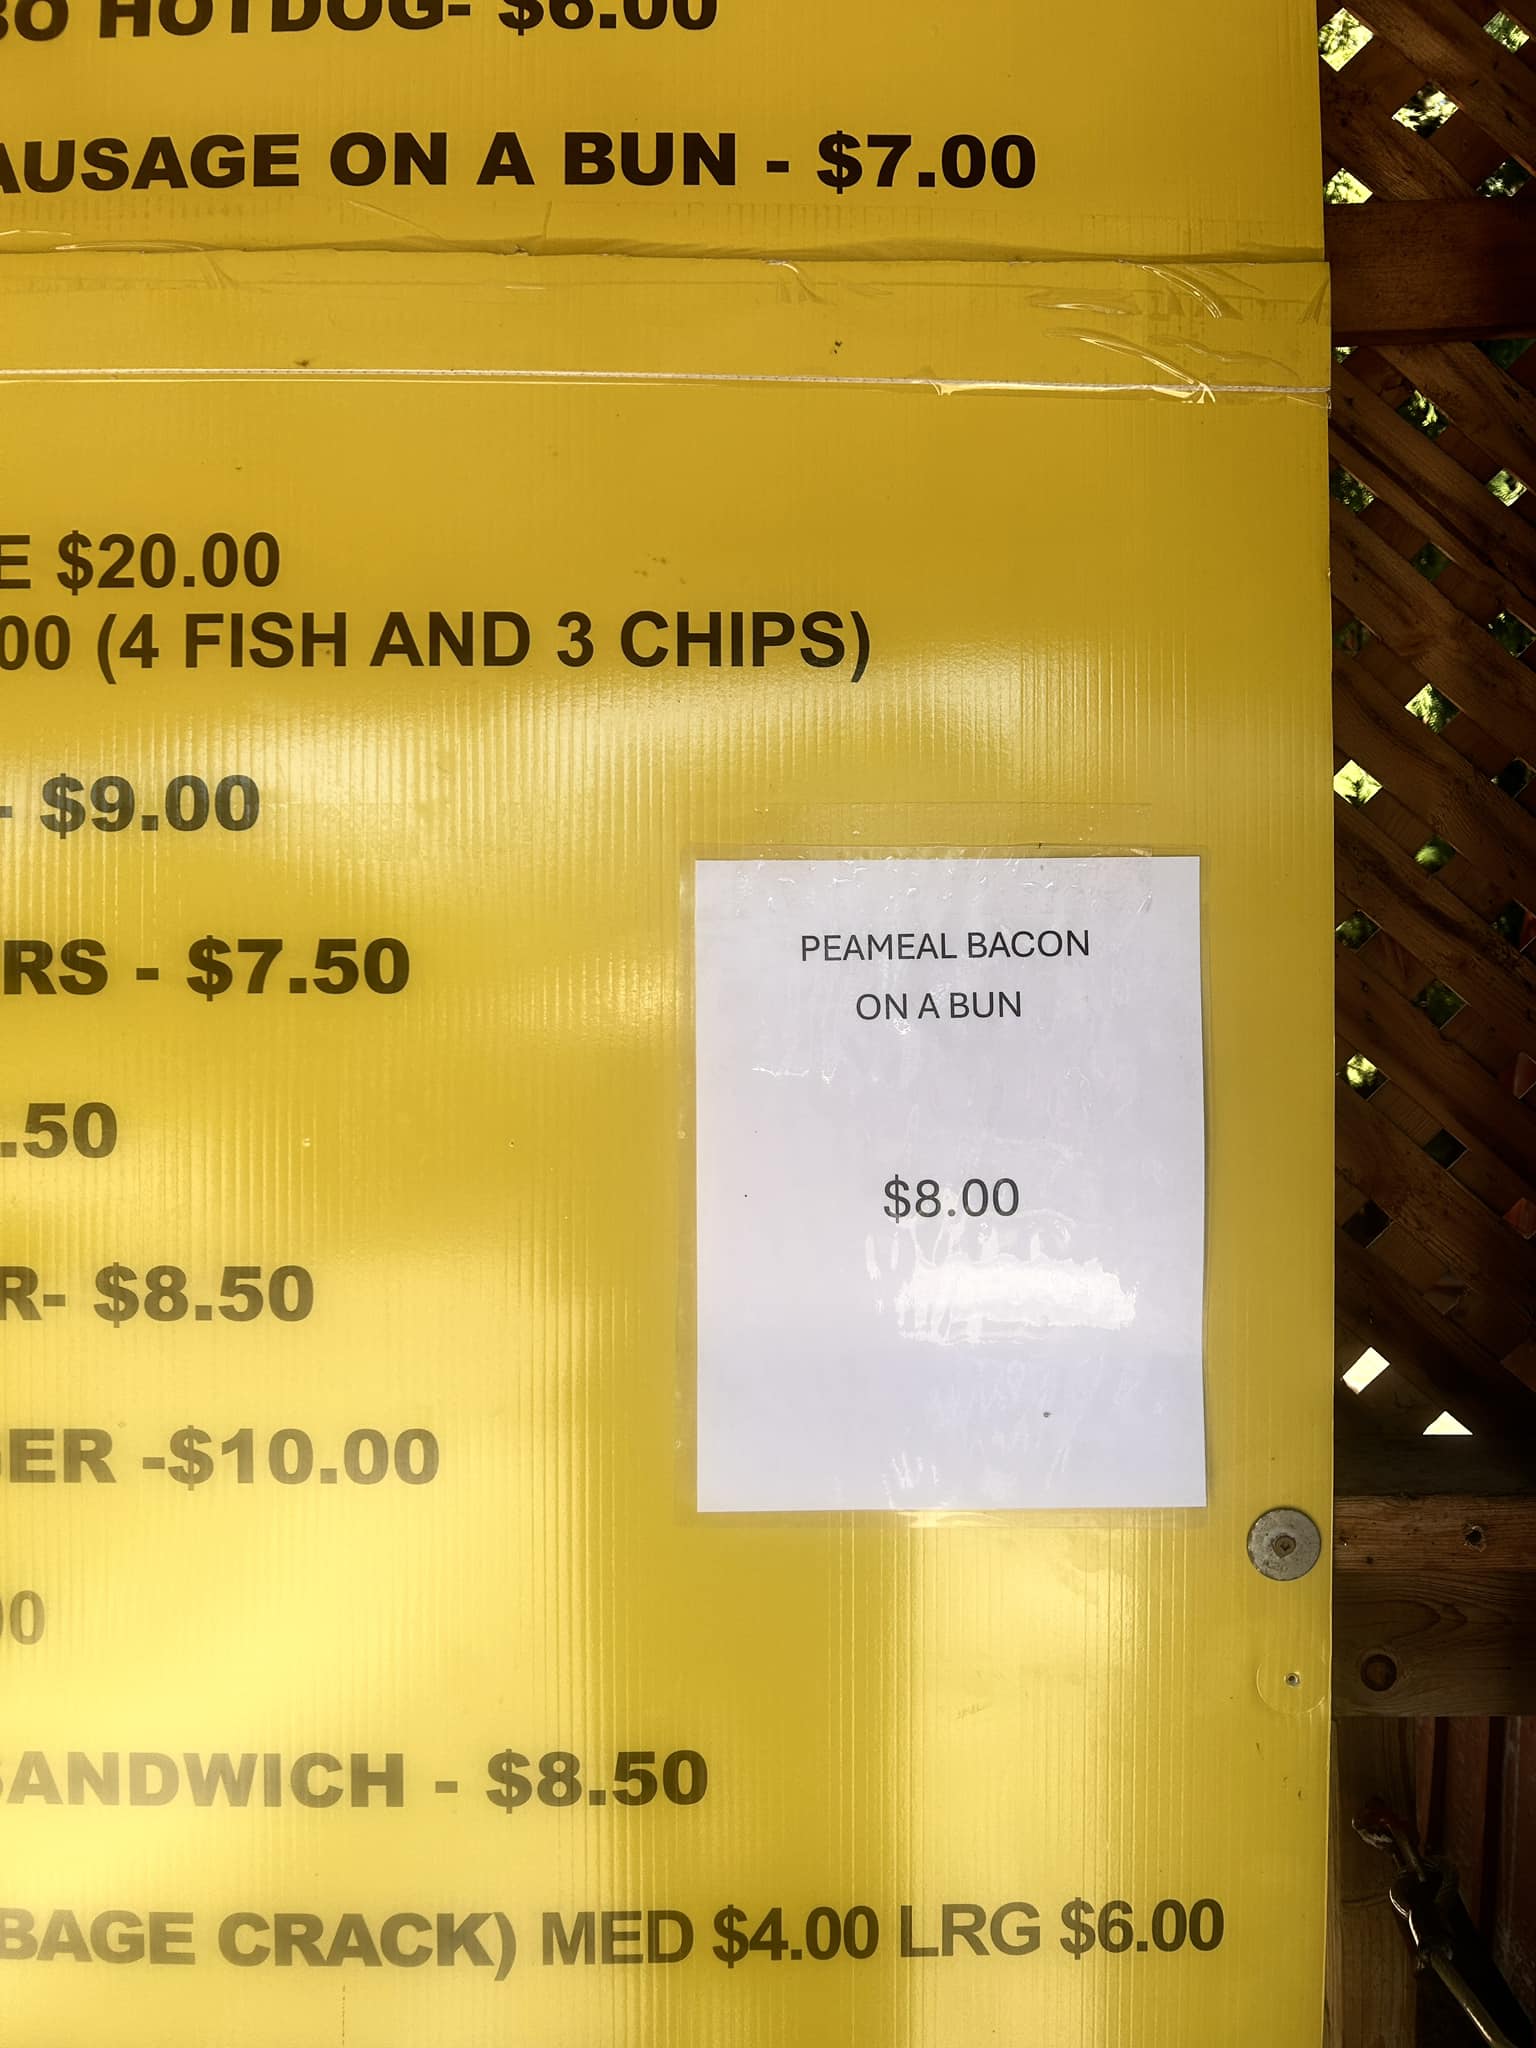 BO HOTDOG- $6.00
AUSAGE ON A BUN - $7.00
E $20.00
00 (4 FISH AND 3 CHIPS)
- $9.00
RS - $7.50
.50
R- $8.50
GER -$10.00
00
SANDWICH - $8.50
BAGE CRACK) MED $4.00 LRG $6.00
PEAMEAL BACON
ON A BUN
$8.00